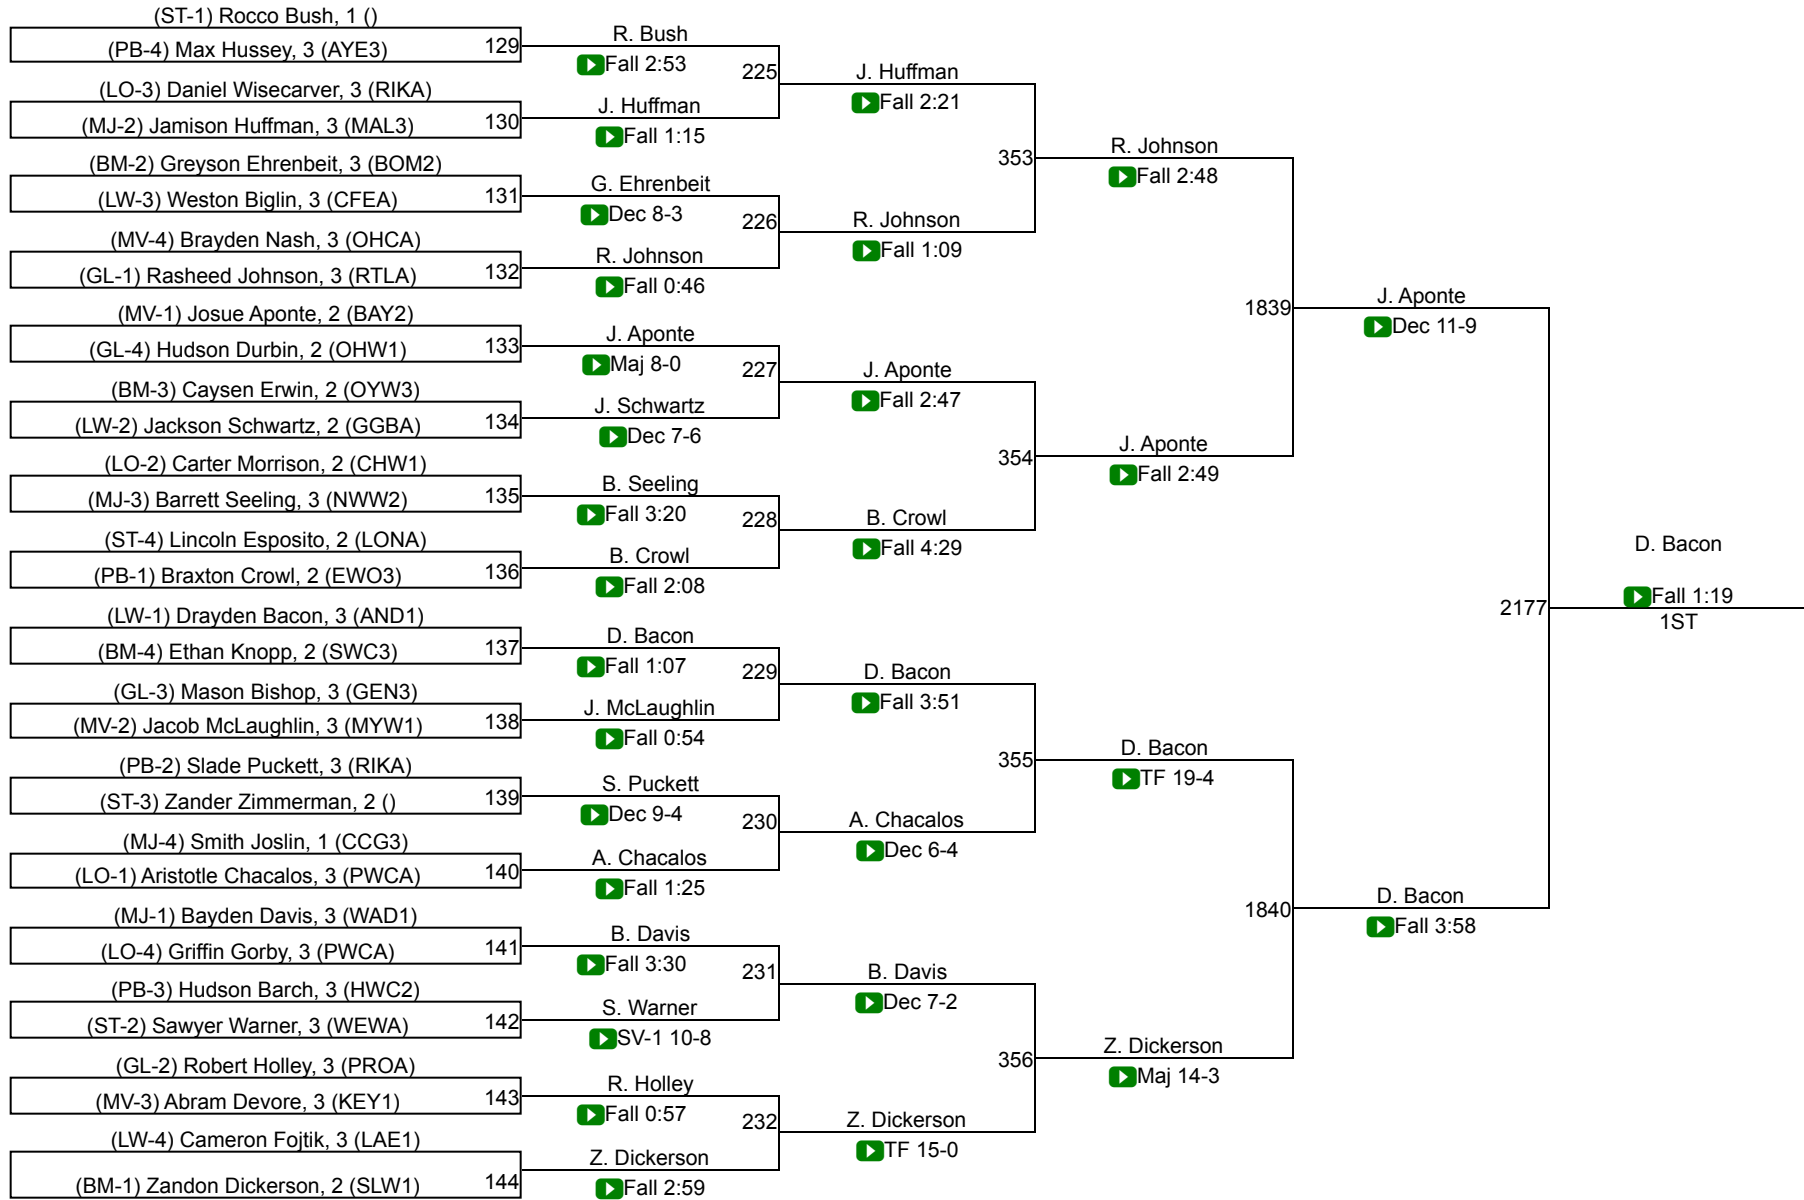 (ST-1) Rocco Bush, 1 ()
(PB-4) Max Hussey, 3 (AYE3)
129
(LO-3) Daniel Wisecarver, 3 (RIKA)
(MJ-2) Jamison Huffman, 3 (MAL3)
130
(BM-2) Greyson Ehrenbeit, 3 (BOM2)
(LW-3) Weston Biglin, 3 (CFEA)
131
(MV-4) Brayden Nash, 3 (OHCA)
(GL-1) Rasheed Johnson, 3 (RTLA)
132
(MV-1) Josue Aponte, 2 (BAY2)
(GL-4) Hudson Durbin, 2 (OHW1)
133
(BM-3) Caysen Erwin, 2 (OYW3)
(LW-2) Jackson Schwartz, 2 (GGBA)
134
(LO-2) Carter Morrison, 2 (CHW1)
(MJ-3) Barrett Seeling, 3 (NWW2)
135
(ST-4) Lincoln Esposito, 2 (LONA)
(PB-1) Braxton Crowl, 2 (EWO3)
136
(LW-1) Drayden Bacon, 3 (AND1)
(BM-4) Ethan Knopp, 2 (SWC3)
137
(GL-3) Mason Bishop, 3 (GEN3)
(MV-2) Jacob McLaughlin, 3 (MYW1)
138
(PB-2) Slade Puckett, 3 (RIKA)
(ST-3) Zander Zimmerman, 2 ()
139
(MJ-4) Smith Joslin, 1 (CCG3)
(LO-1) Aristotle Chacalos, 3 (PWCA)
140
(MJ-1) Bayden Davis, 3 (WAD1)
(LO-4) Griffin Gorby, 3 (PWCA)
141
(PB-3) Hudson Barch, 3 (HWC2)
(ST-2) Sawyer Warner, 3 (WEWA)
142
(GL-2) Robert Holley, 3 (PROA)
(MV-3) Abram Devore, 3 (KEY1)
143
(LW-4) Cameron Fojtik, 3 (LAE1)
(BM-1) Zandon Dickerson, 2 (SLW1)
144
R. Bush
Fall 2:53
225
J. Huffman
Fall 1:15
G. Ehrenbeit
Dec 8-3
226
R. Johnson
Fall 0:46
J. Aponte
Maj 8-0
227
J. Schwartz
Dec 7-6
B. Seeling
Fall 3:20
228
B. Crowl
Fall 2:08
D. Bacon
Fall 1:07
229
J. McLaughlin
Fall 0:54
S. Puckett
Dec 9-4
230
A. Chacalos
Fall 1:25
B. Davis
Fall 3:30
231
S. Warner
SV-1 10-8
R. Holley
Fall 0:57
232
Z. Dickerson
Fall 2:59
J. Huffman
Fall 2:21
353
R. Johnson
Fall 1:09
J. Aponte
Fall 2:47
354
B. Crowl
Fall 4:29
D. Bacon
Fall 3:51
355
A. Chacalos
Dec 6-4
B. Davis
Dec 7-2
356
Z. Dickerson
TF 15-0
R. Johnson
Fall 2:48
1839
J. Aponte
Fall 2:49
D. Bacon
TF 19-4
1840
Z. Dickerson
Maj 14-3
J. Aponte
Dec 11-9
2177
D. Bacon
Fall 3:58
D. Bacon
Fall 1:19
1ST